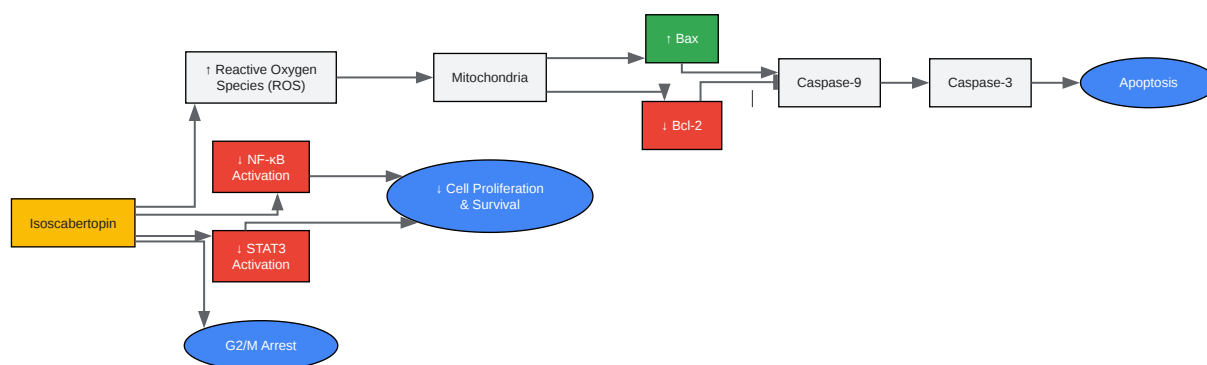 ↑ Bax
↑ Reactive Oxygen
Species (ROS)
Mitochondria
Caspase-9
Caspase-3
Apoptosis
↓ Bcl-2
↓ NF-κB
Activation
↓ Cell Proliferation
& Survival
Isoscabertopin
↓ STAT3
Activation
G2/M Arrest